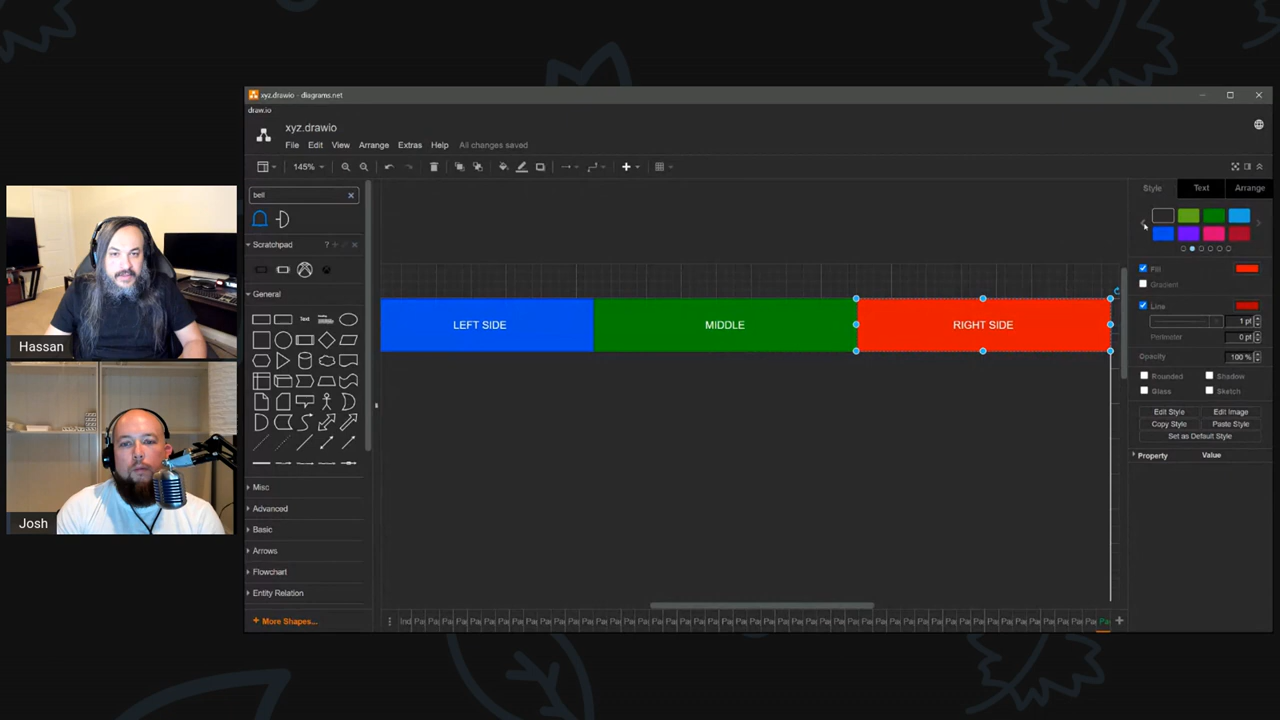 xyz.drawio - diagrams.net
draw.io
xyz.drawio
File Edit View Arrange Extras Help All changes saved
145%
bell
Style Text Arrange
Scratchpad
General
Text
Misc
Advanced
Basic
Arrows
Flowchart
Entity Relation
+ More Shapes...
LEFT SIDE MIDDLE RIGHT SIDE
Fill
Gradient
Line
1 pt
Perimeter 0 pt
Opacity 100 %
Rounded Shadow
Glass Sketch
Edit Style Edit Image
Copy Style Paste Style
Set as Default Style
Property Value
Hassan
Josh